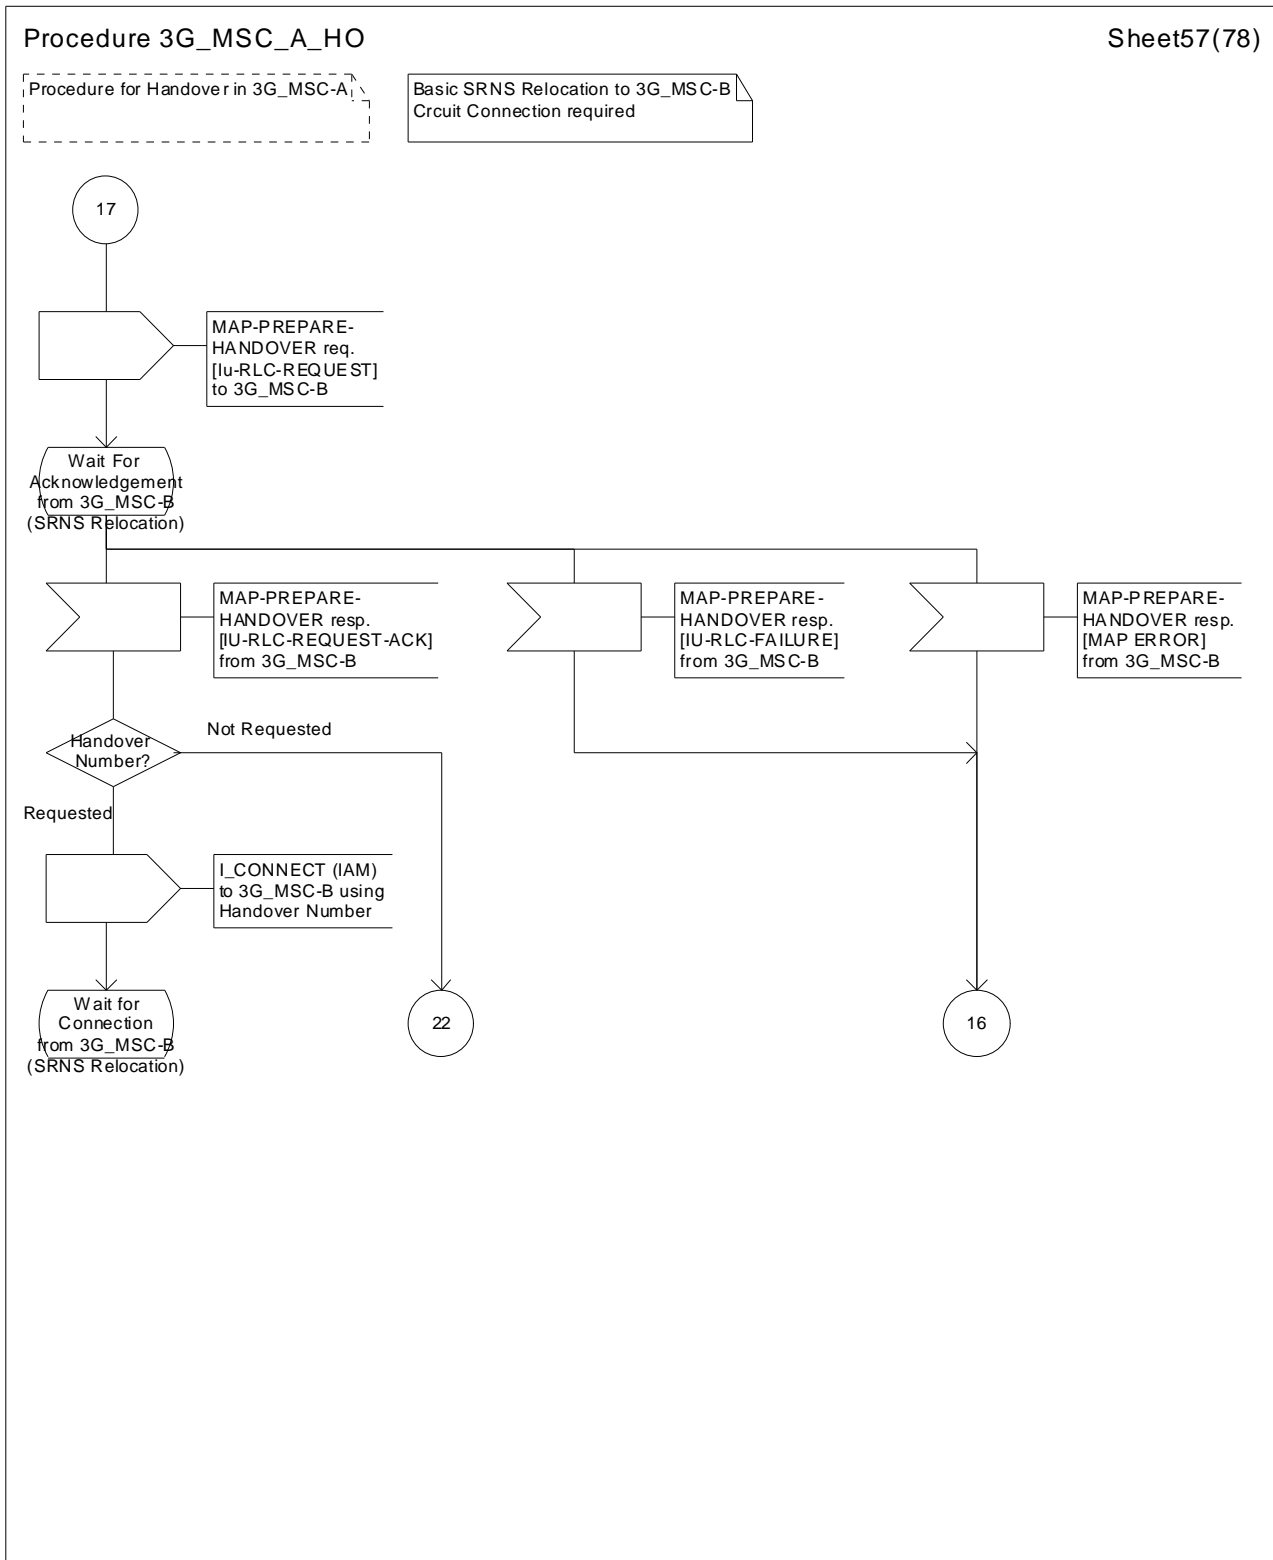 Procedure 3G_MSC_A_HO
Sheet57(78)
Procedure for Handover in 3G_MSC-A
Basic SRNS Relocation to 3G_MSC-B
Crcuit Connection required
17
MAP-PREPARE-
HANDOVER req.
[Iu-RLC-REQUEST]
to 3G_MSC-B
Wait For
Acknowledgement
from 3G_MSC-B
(SRNS Relocation)
MAP-PREPARE-
HANDOVER resp.
[IU-RLC-REQUEST-ACK]
from 3G_MSC-B
MAP-PREPARE-
HANDOVER resp.
[IU-RLC-FAILURE]
from 3G_MSC-B
MAP-PREPARE-
HANDOVER resp.
[MAP ERROR]
from 3G_MSC-B
Handover
Number?
Not Requested
Requested
I_CONNECT (IAM)
to 3G_MSC-B using
Handover Number
Wait for
Connection
from 3G_MSC-B
(SRNS Relocation)
22
16